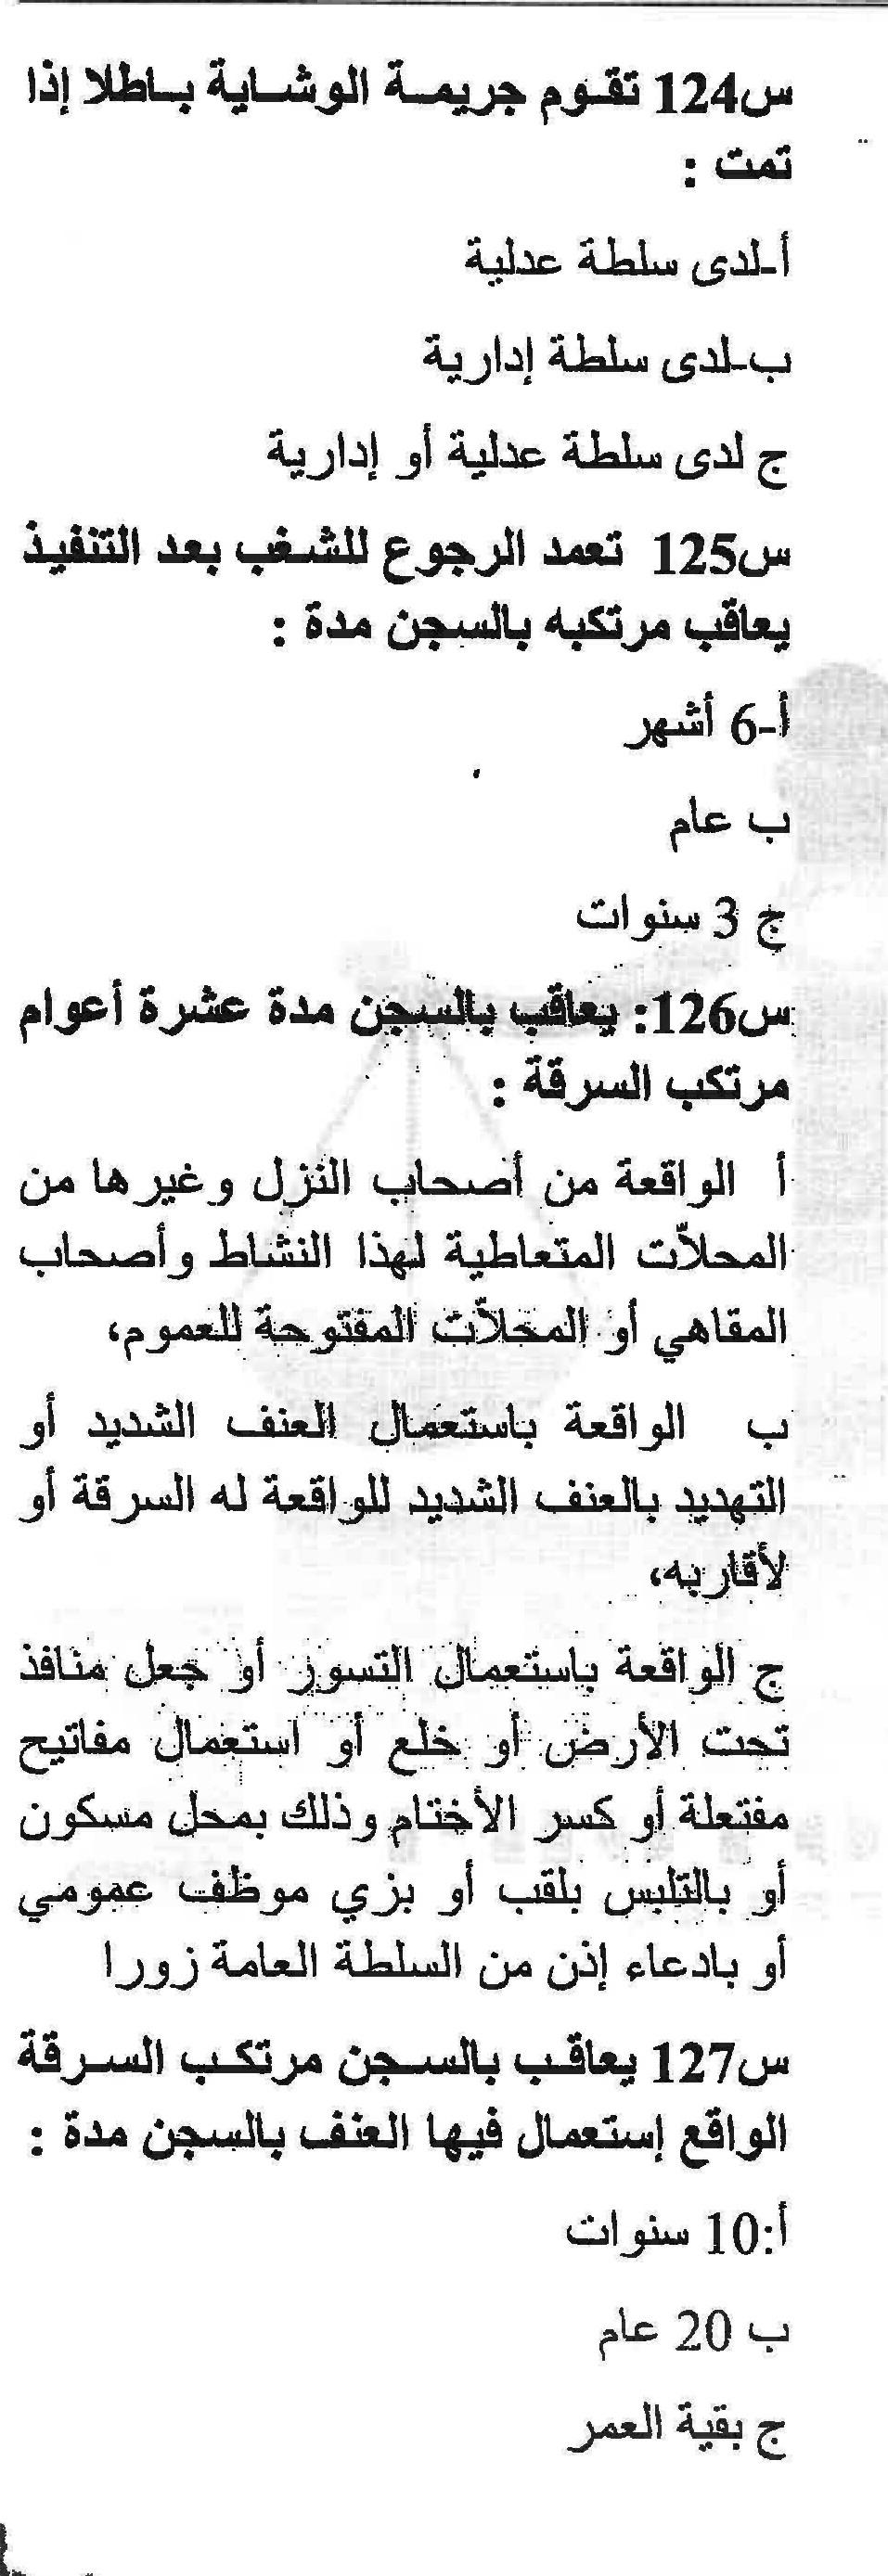 س124 تقوم جريمة الوشاية باطلا إذا
تمت :
أ-لدى سلطة عدلية
ب-لدى سلطة إدارية
ج لدى سلطة عدلية أو إدارية
س125 تعمد الرجوع للشغب بعد التنفيذ
يعاقب مرتكبه بالسجن مدة :
أ-6 أشهر
ب عام
ج 3 سنوات
س126: يعاقب بالسجن مدة عشرة أعوام
مرتكب السرقة :
أ الواقعة من أصحاب النزل وغيرها من
المحلاّت المتعاطية لهذا النشاط وأصحاب
المقاهي أو المحلاّت المفتوحة للعموم،
ب الواقعة باستعمال العنف الشديد أو
التهديد بالعنف الشديد للواقعة له السرقة أو
لأقاربه،
ج الواقعة باستعمال التسور أو جعل منافذ
تحت الأرض أو خلع أو استعمال مفاتيح
مفتعلة أو كسر الأختام وذلك بمحل مسكون
أو بالتلبس بلقب أو بزي موظف عمومي
أو بادعاء إذن من السلطة العامة زورا
س127 يعاقب بالسجن مرتكب السرقة
الواقع إستعمال فيها العنف بالسجن مدة :
أ:10 سنوات
ب 20 عام
ج بقية العمر